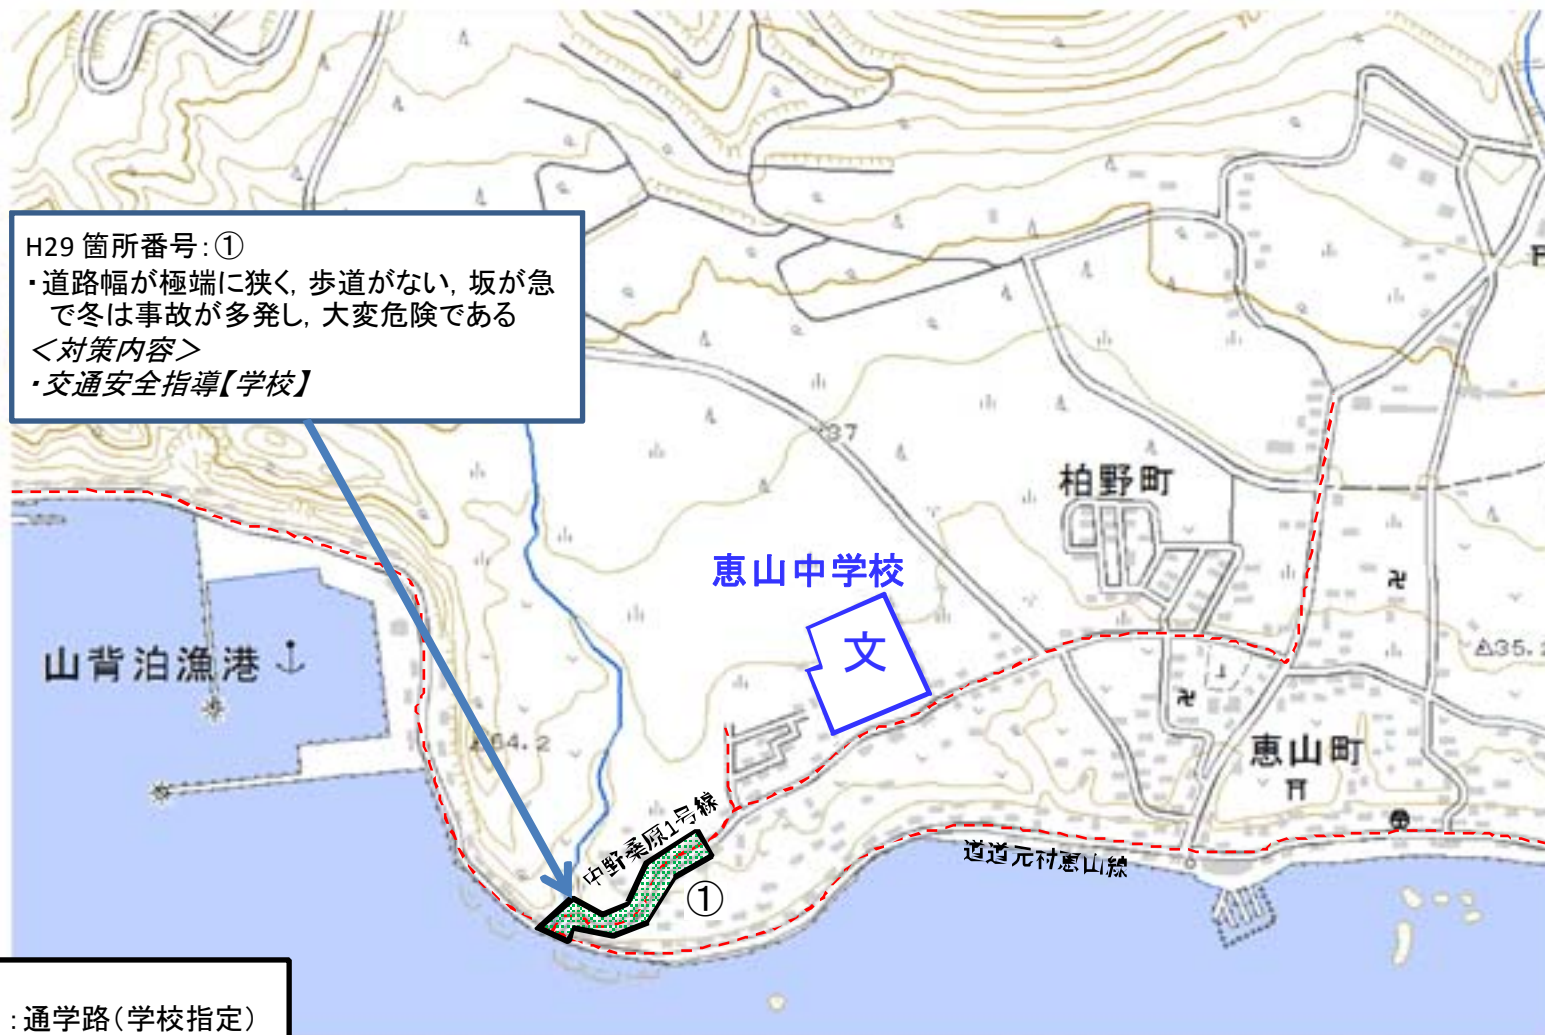 H29 箇所番号：①
・道路幅が極端に狭く，歩道がない，坂が急
で冬は事故が多発し，大変危険である
＜対策内容＞
・交通安全指導【学校】
37
柏野町
恵山中学校
文
山背泊漁港
64.2
恵山町
中野桑原1号線
道道元村恵山線
①
：通学路（学校指定）